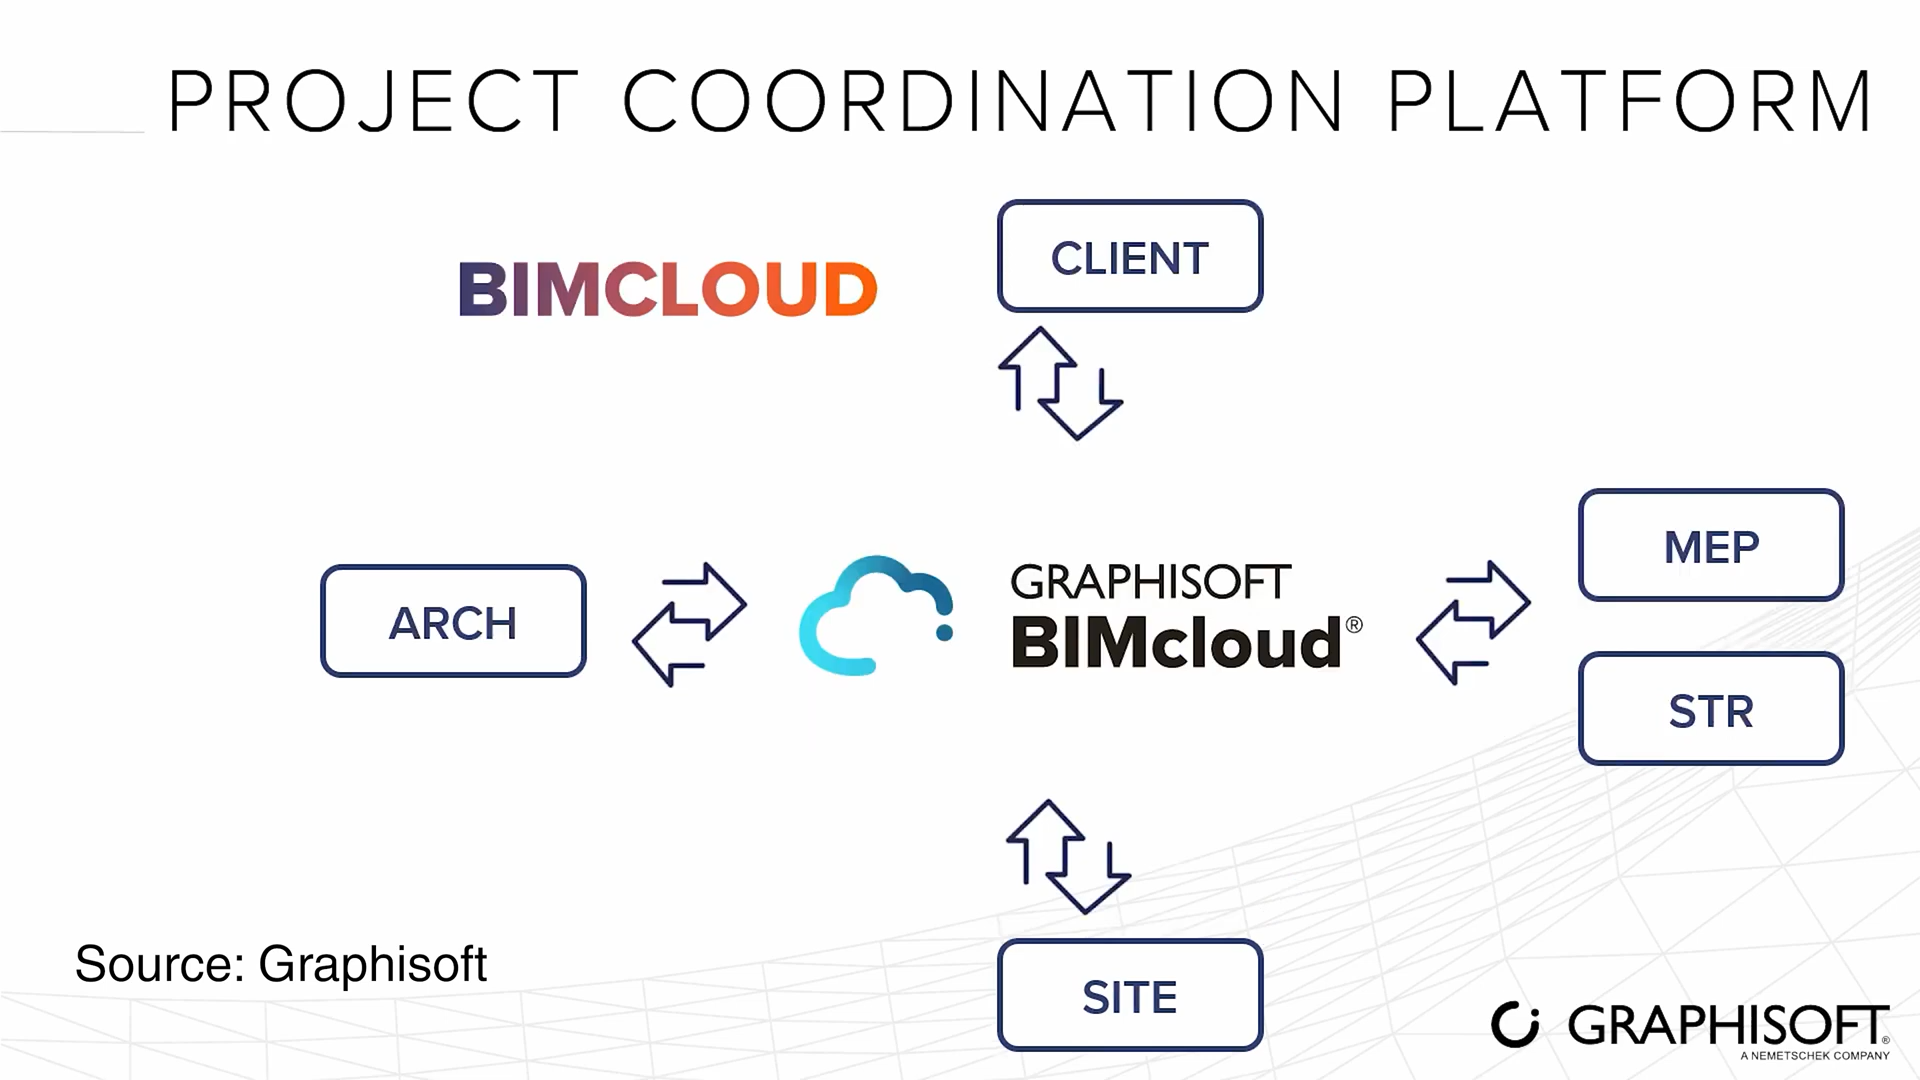 PROJECT COORDINATION PLATFORM
BIMCLOUD
CLIENT
ARCH
GRAPHISOFT
BIMcloud®
MEP
STR
SITE
Source: Graphisoft
GRAPHISOFT®
A NEMETSCHEK COMPANY